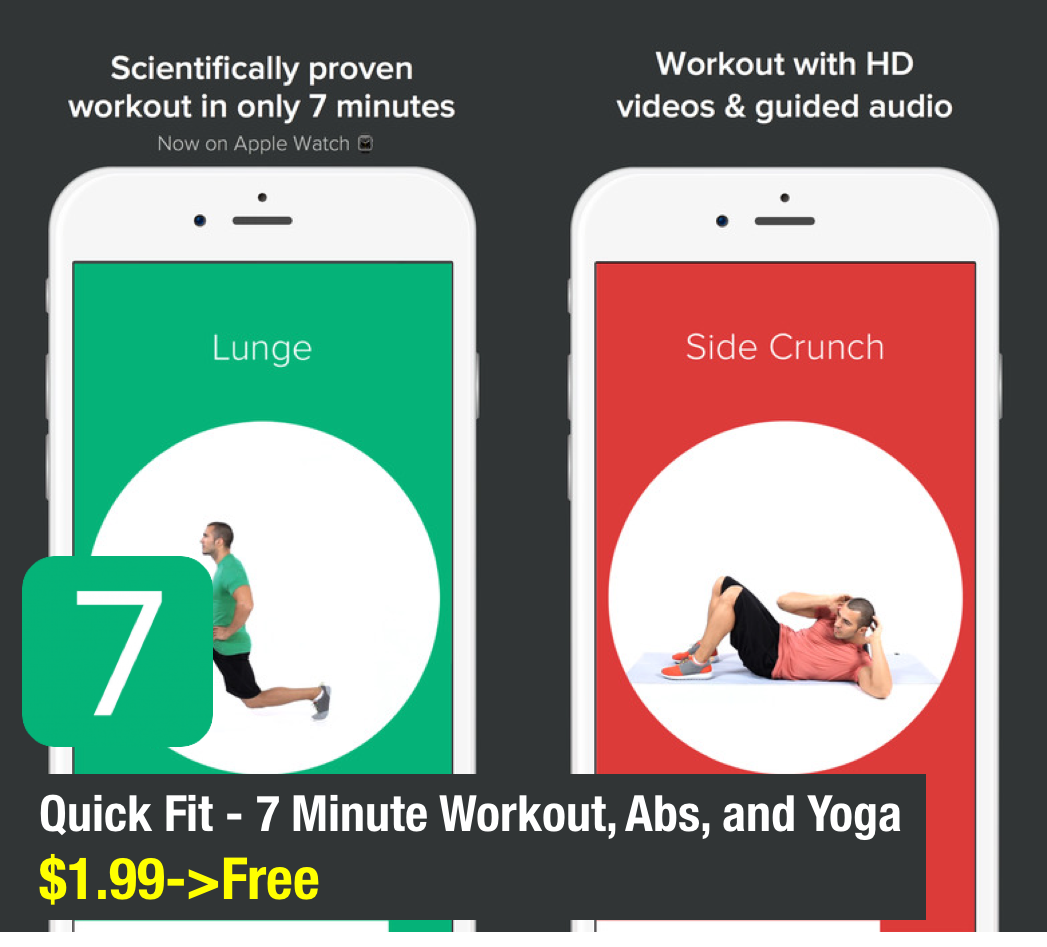 Scientifically proven
workout in only 7 minutes
Now on Apple Watch
Workout with HD
videos & guided audio
Lunge
Side Crunch
7
Quick Fit - 7 Minute Workout, Abs, and Yoga
$1.99->Free